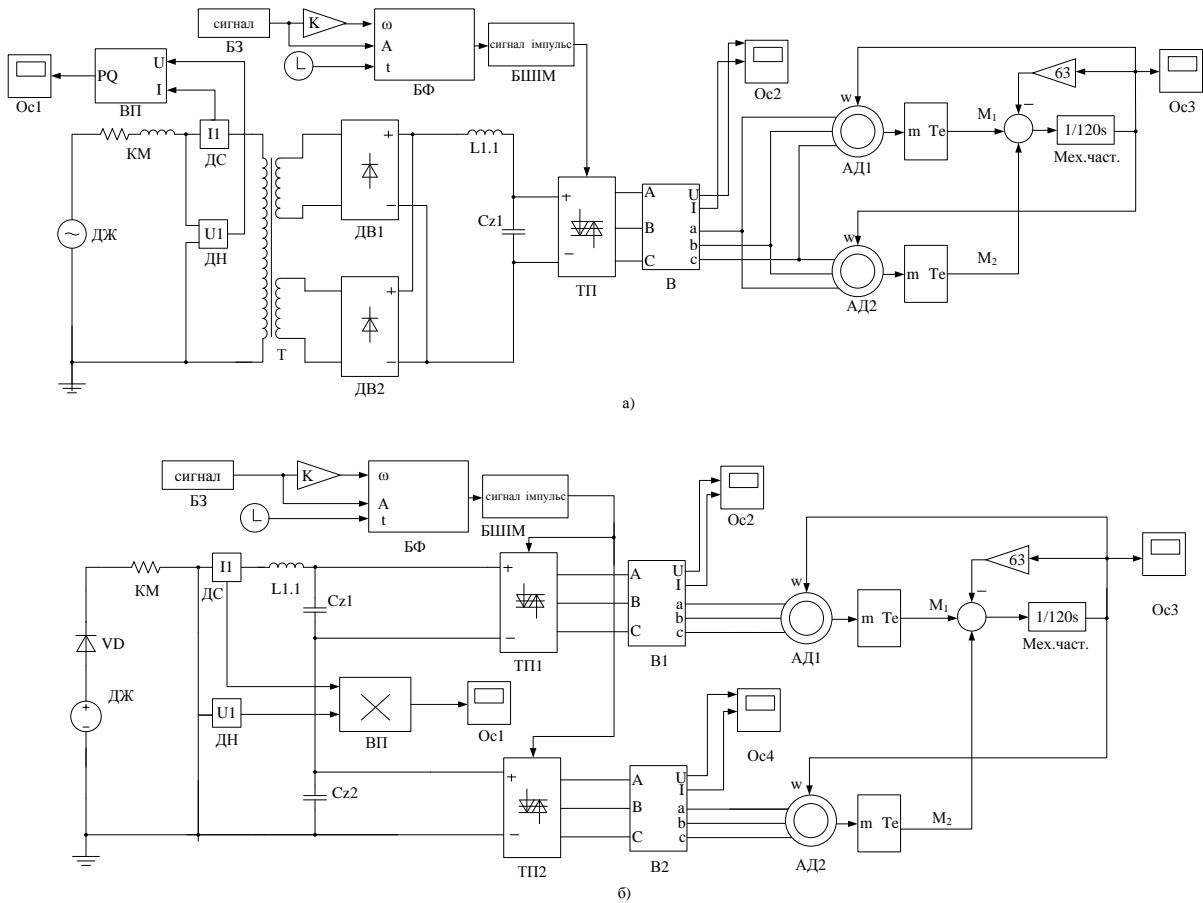 сигнал
БЗ
K
ω
A
t
БФ
сигнал імпульс
БШІМ
Ос1
PQ
U
I
ВП
КМ
I1
ДС
U1
ДН
ДЖ
Т
+
−
ДВ1
+
−
ДВ2
L1.1
Cz1
+
−
ТП
A
B
C
U
I
a
b
c
В
Ос2
w
АД1
m Te
M1
−
63
1/120s
Мех.част.
Ос3
w
АД2
m Te
M2
а)
сигнал
БЗ
K
ω
A
t
БФ
сигнал імпульс
БШІМ
КМ
I1
ДС
L1.1
VD
ДЖ
+
−
U1
ДН
ВП
Ос1
Cz1
Cz2
+
−
ТП1
A
B
C
U
I
a
b
c
В1
Ос2
w
АД1
m Te
M1
−
63
1/120s
Мех.част.
Ос3
+
−
ТП2
A
B
C
U
I
a
b
c
В2
Ос4
w
АД2
m Te
M2
б)